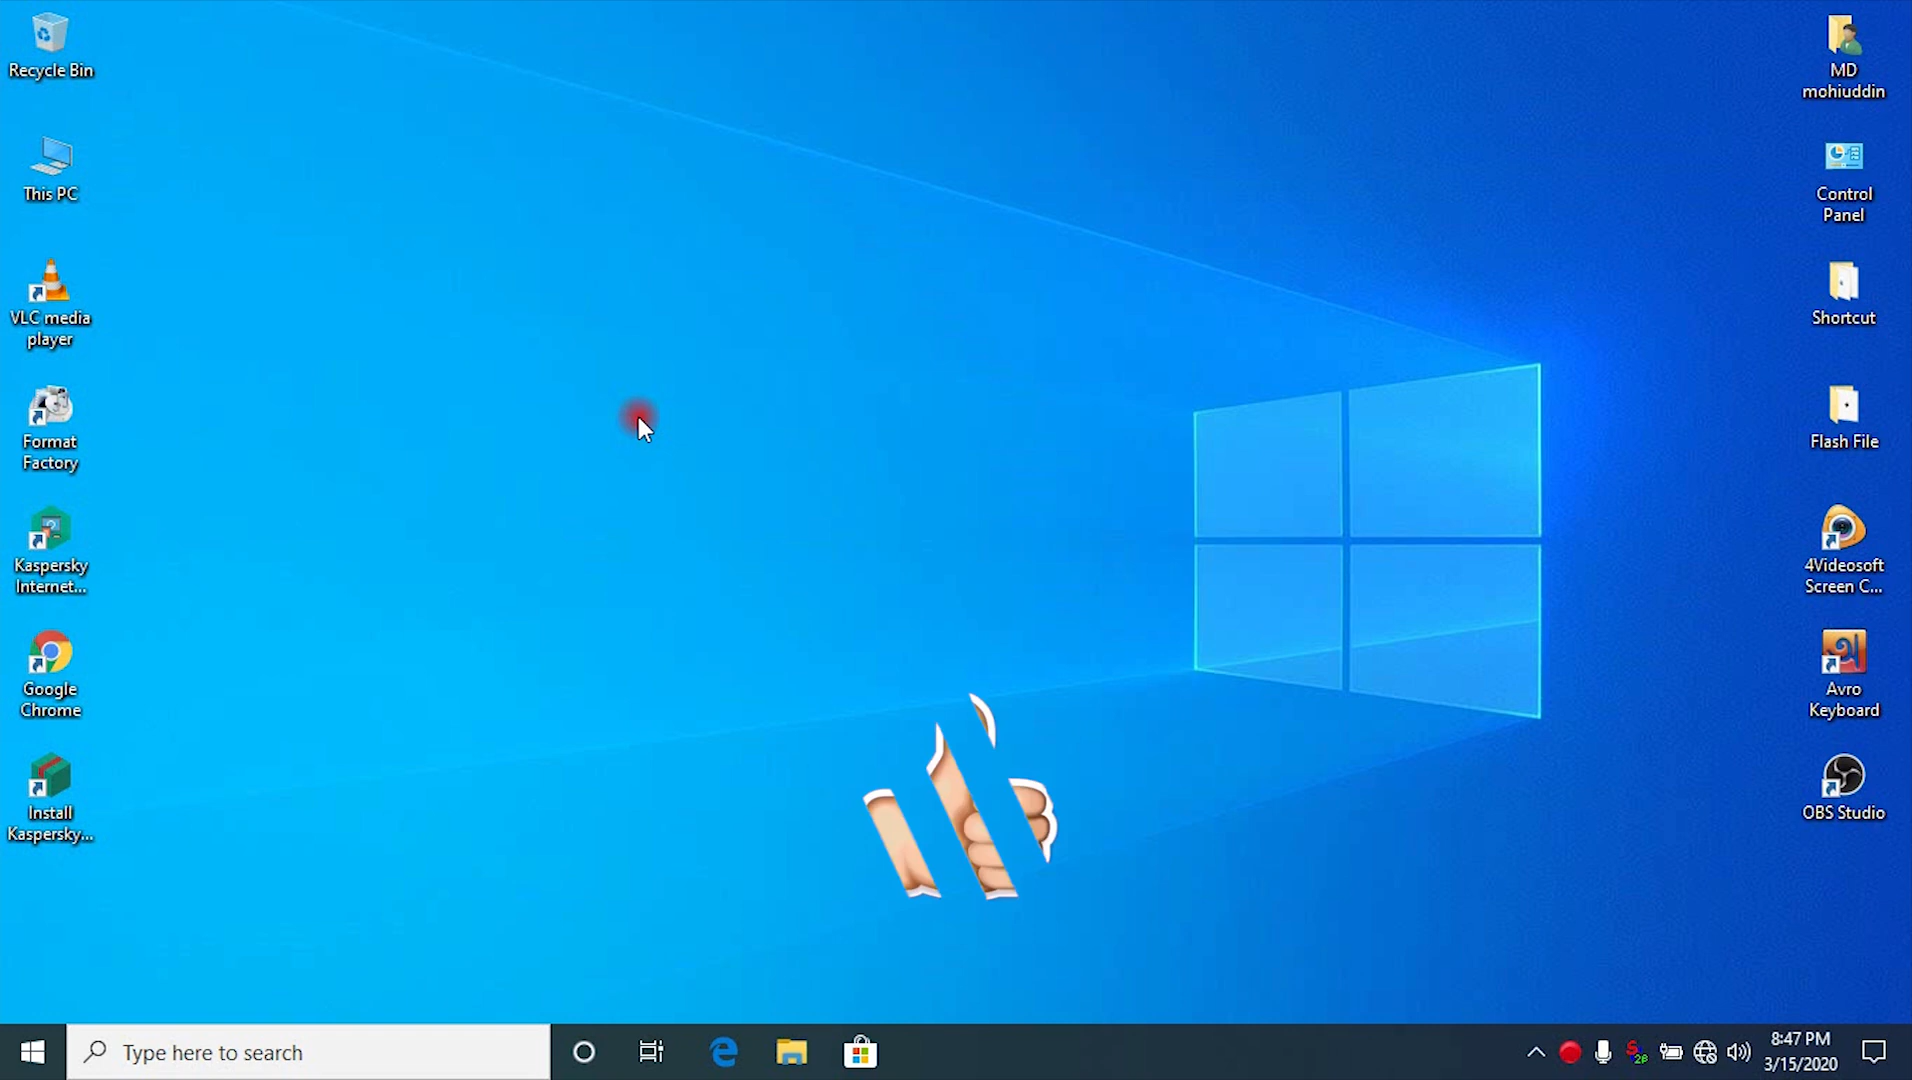 Recycle Bin
This PC
VLC media
player
Format
Factory
Kaspersky
Internet...
Google
Chrome
Install
Kaspersky...
MD
mohiuddin
Control
Panel
Shortcut
Flash File
4Videosoft
Screen C...
Avro
Keyboard
OBS Studio
Type here to search
8:47 PM
3/15/2020